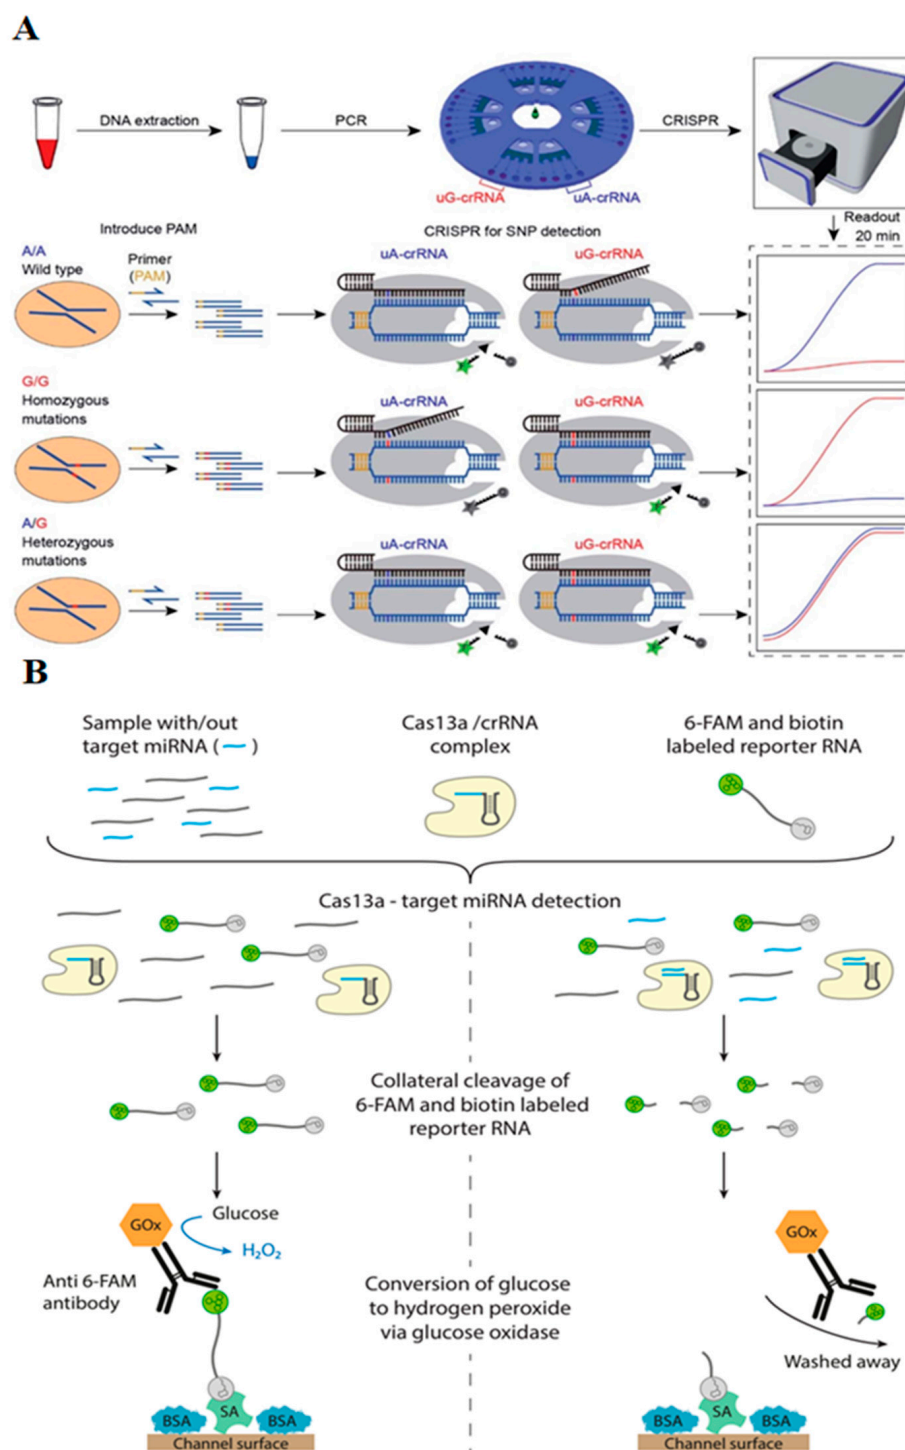 A
DNA extraction
PCR
CRISPR
uG-crRNA
uA-crRNA
Readout
20 min
Introduce PAM
CRISPR for SNP detection
A/A
Wild type
Primer
(PAM)
uA-crRNA
uG-crRNA
G/G
Homozygous
mutations
uA-crRNA
uG-crRNA
A/G
Heterozygous
mutations
uA-crRNA
uG-crRNA
B
Sample with/out
target miRNA ( )
Cas13a /crRNA
complex
6-FAM and biotin
labeled reporter RNA
Cas13a - target miRNA detection
Collateral cleavage of
6-FAM and biotin labeled
reporter RNA
GOx
Glucose
H₂O₂
Anti 6-FAM
antibody
Conversion of glucose
to hydrogen peroxide
via glucose oxidase
GOx
Washed away
BSA
SA
BSA
Channel surface
BSA
SA
BSA
Channel surface